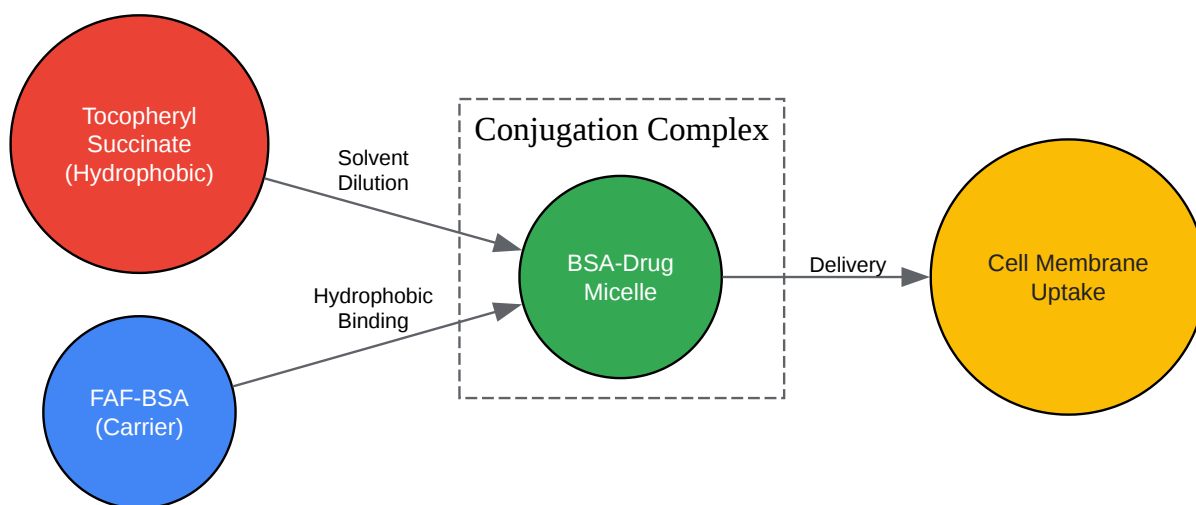 Tocopheryl
Succinate
(Hydrophobic)
Solvent
Dilution
Conjugation Complex
BSA-Drug
Micelle
Delivery
Cell Membrane
Uptake
Hydrophobic
Binding
FAF-BSA
(Carrier)